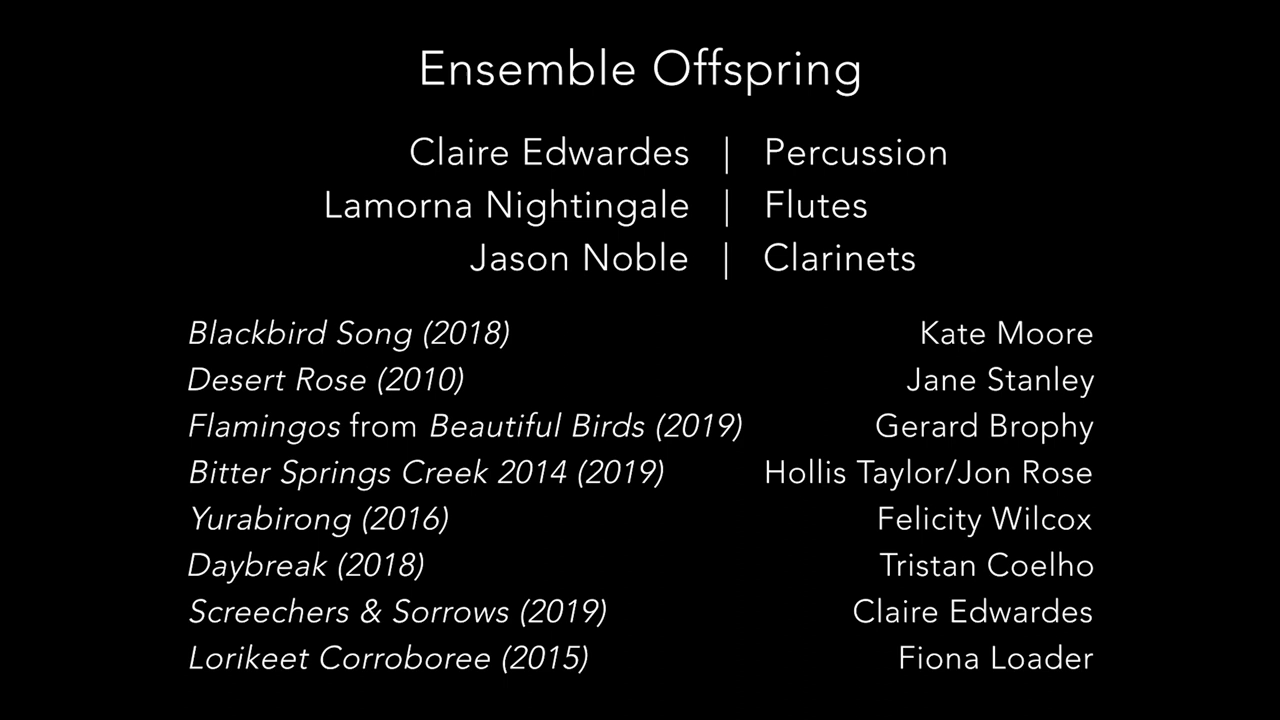 Ensemble Offspring
Claire Edwardes | Percussion
Lamorna Nightingale | Flutes
Jason Noble | Clarinets
Blackbird Song (2018) Kate Moore
Desert Rose (2010) Jane Stanley
Flamingos from Beautiful Birds (2019) Gerard Brophy
Bitter Springs Creek 2014 (2019) Hollis Taylor/Jon Rose
Yurabirong (2016) Felicity Wilcox
Daybreak (2018) Tristan Coelho
Screechers & Sorrows (2019) Claire Edwardes
Lorikeet Corroboree (2015) Fiona Loader